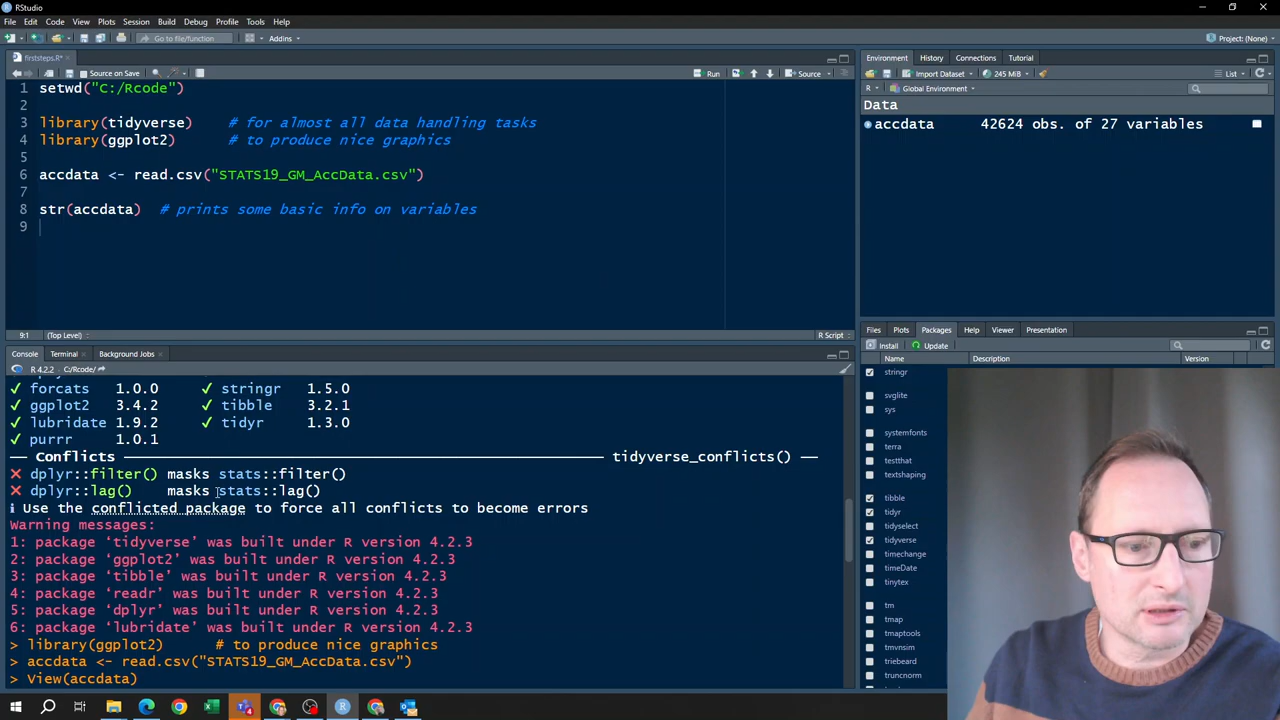 RStudio
File Edit Code View Plots Session Build Debug Profile Tools Help
Go to file/function Addins Project: (None)
firststeps.R*
Source on Save Run Source
1 setwd("C:/Rcode")
2
3 library(tidyverse) # for almost all data handling tasks
4 library(ggplot2) # to produce nice graphics
5
6 accdata <- read.csv("STATS19_GM_AccData.csv")
7
8 str(accdata) # prints some basic info on variables
9
9:1 (Top Level) R Script
Console Terminal Background Jobs
R 4.2.2 . C:/Rcode/
✓ forcats 1.0.0 ✓ stringr 1.5.0
✓ ggplot2 3.4.2 ✓ tibble 3.2.1
✓ lubridate 1.9.2 ✓ tidyr 1.3.0
✓ purrr 1.0.1
── Conflicts ── tidyverse_conflicts() ──
✕ dplyr::filter() masks stats::filter()
✕ dplyr::lag() masks stats::lag()
ℹ Use the conflicted package to force all conflicts to become errors
Warning messages:
1: package ‘tidyverse’ was built under R version 4.2.3
2: package ‘ggplot2’ was built under R version 4.2.3
3: package ‘tibble’ was built under R version 4.2.3
4: package ‘readr’ was built under R version 4.2.3
5: package ‘dplyr’ was built under R version 4.2.3
6: package ‘lubridate’ was built under R version 4.2.3
> library(ggplot2) # to produce nice graphics
> accdata <- read.csv("STATS19_GM_AccData.csv")
> View(accdata)
Environment History Connections Tutorial
Import Dataset 245 MiB List
R Global Environment
Data
accdata 42624 obs. of 27 variables
Files Plots Packages Help Viewer Presentation
Install Update
Name Description Version
stringr
svglite
sys
systemfonts
terra
testthat
textshaping
tibble
tidyr
tidyselect
tidyverse
timechange
timeDate
tinytex
tm
tmap
tmaptools
tmvnsim
triebeard
truncnorm